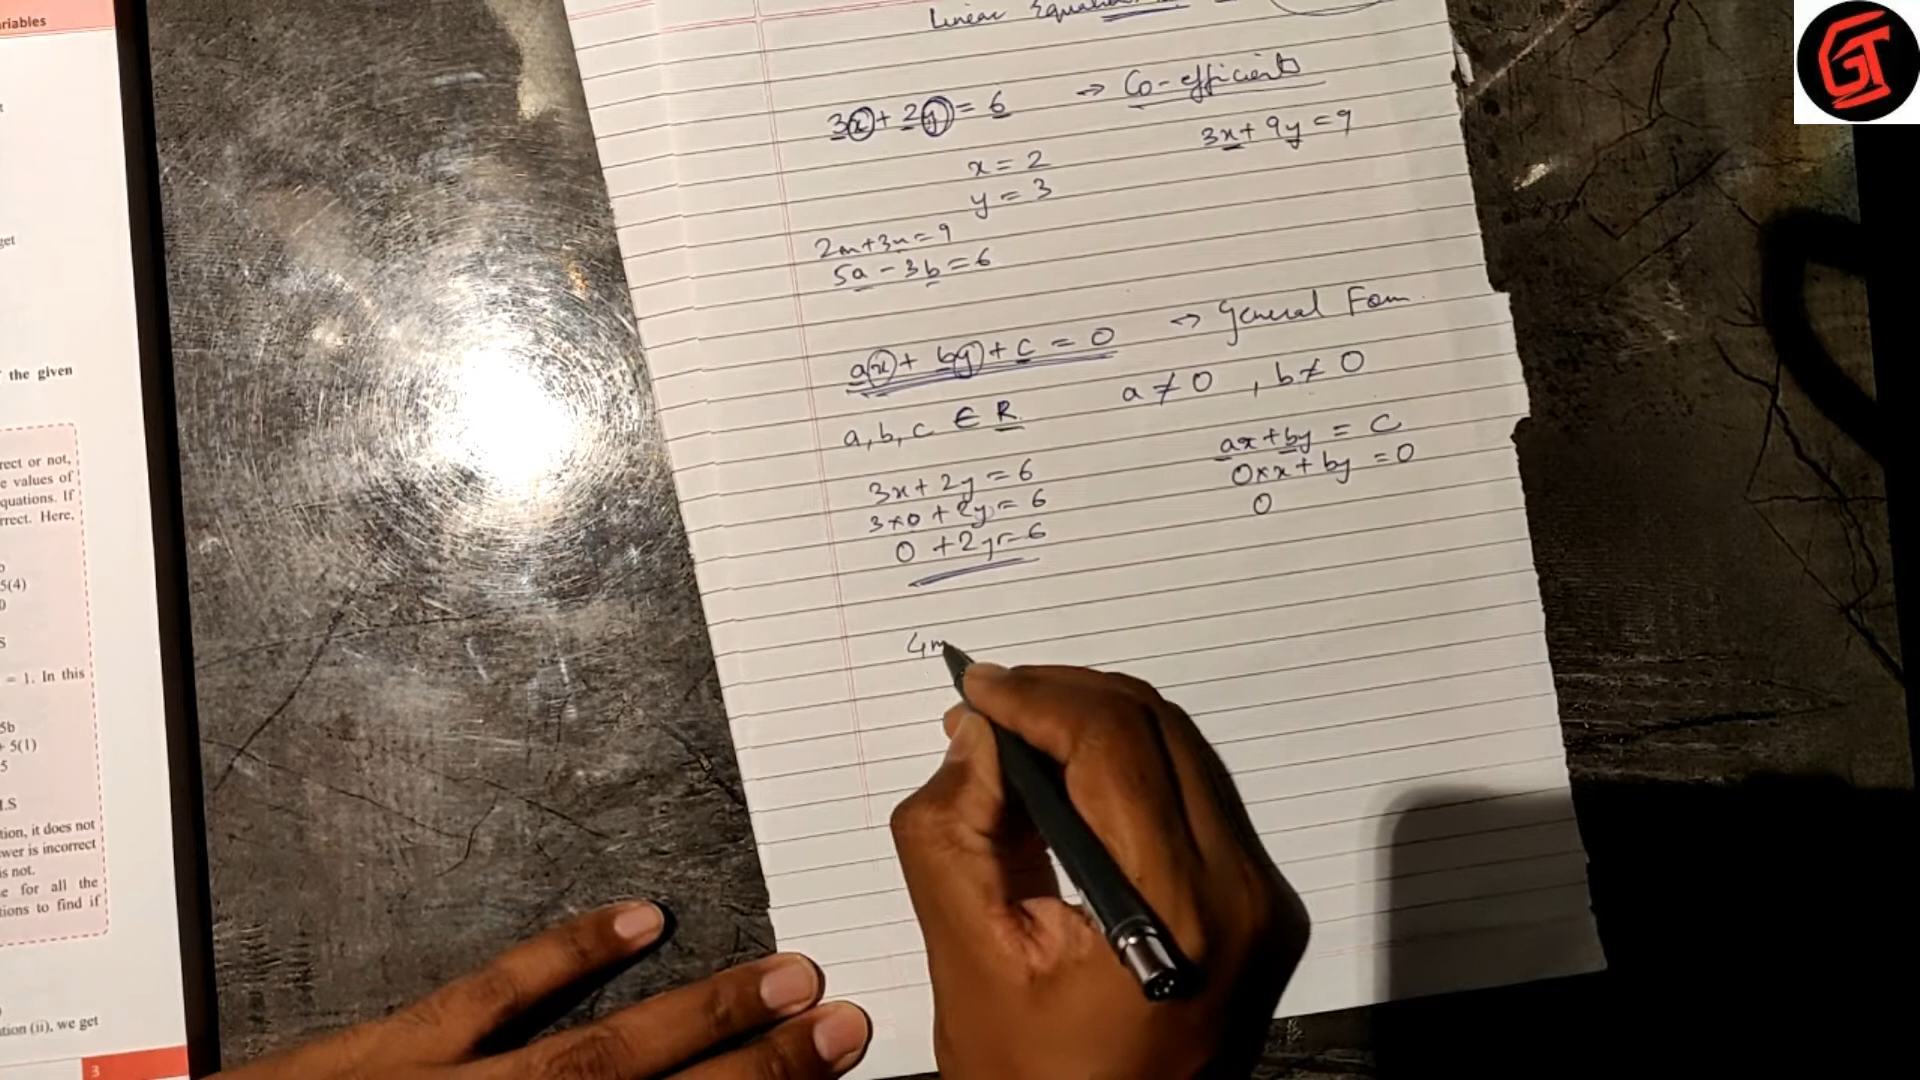 ariables
get
the given
rect or not,
e values of
quations. If
rrect. Here,
5(4)
S
= 1. In this
5b
+ 5(1)
5
.S
tion, it does not
wer is incorrect
is not.
e for all the
tions to find if
tion (ii), we get
3
Linear
3x + 2y = 6 → Co-efficients
3x + 9y = 9
x = 2
y = 3
2m + 3n = 9
5a - 3b = 6
ax + by + c = 0 → General Form
a ≠ 0 , b ≠ 0
a, b, c ∈ R
ax + by = C
0×x + by = 0
0
3x + 2y = 6
3×0 + 2y = 6
0 + 2y = 6
4m
GT